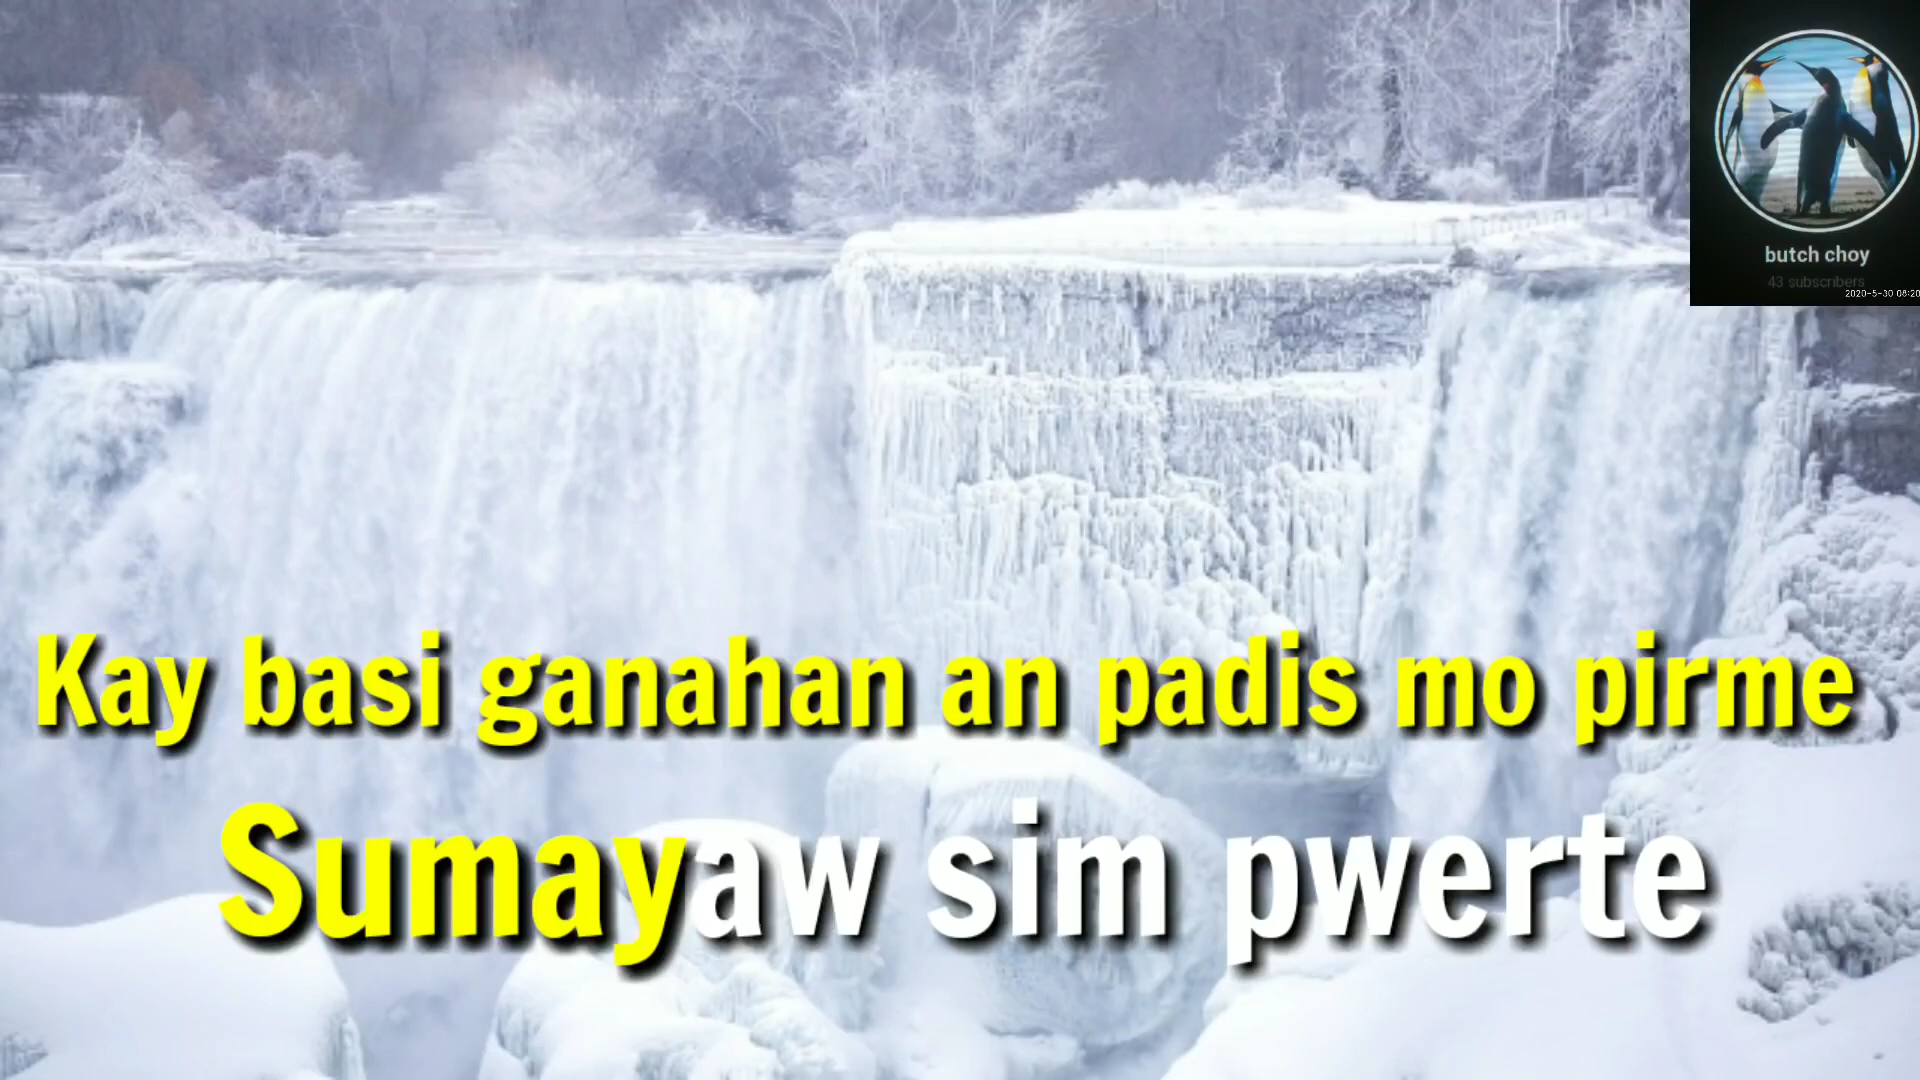 butch choy
43 subscribers
2020-5-30 08:20
Kay basi ganahan an padis mo pirme
Sumayaw sim pwerte